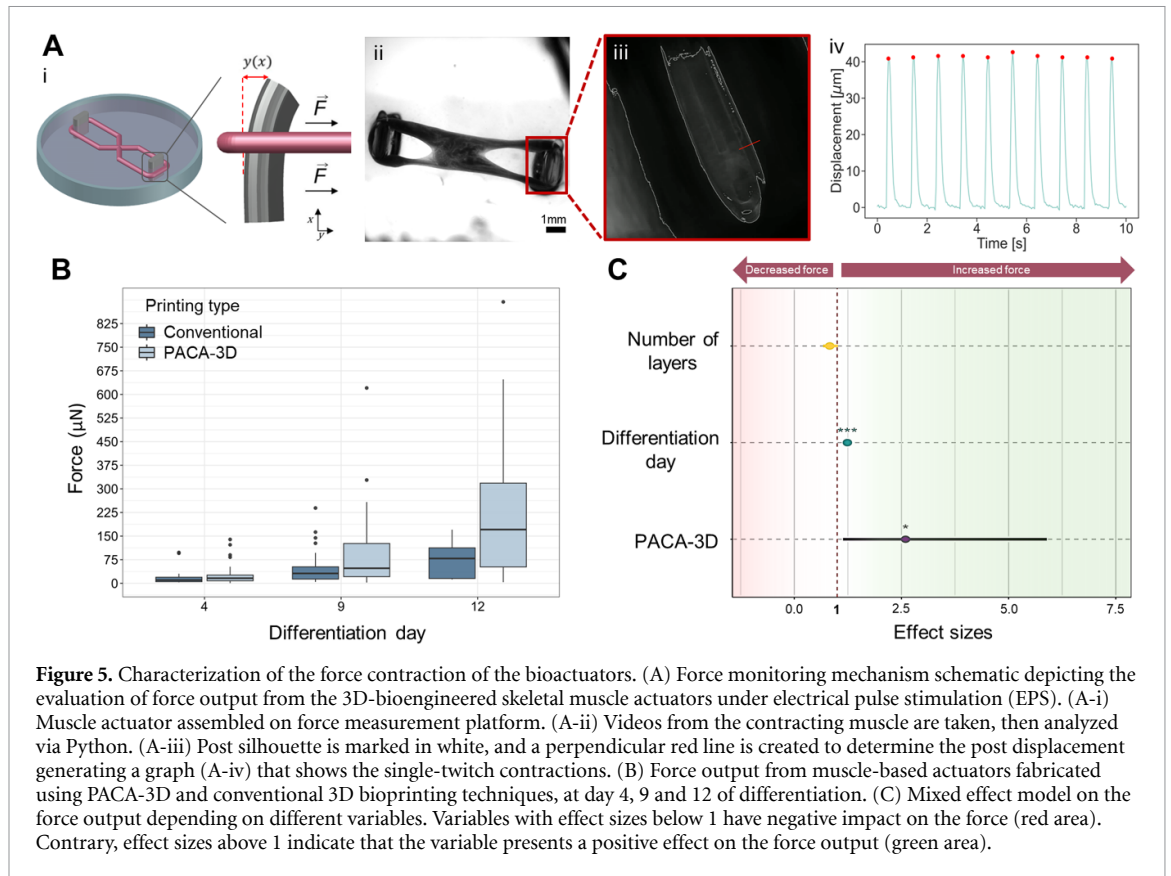 A
i
y(x)
F
F
x
y
ii
1mm
iii
iv
Displacement [µm]
40
30
20
10
0
0 2 4 6 8 10
Time [s]
B
Printing type
Conventional
PACA-3D
Force (µN)
825
750
675
600
525
450
375
300
225
150
75
0
4 9 12
Differentiation day
C
Decreased force Increased force
Number of
layers
Differentiation
day
***
PACA-3D
*
0.0 1 2.5 5.0 7.5
Effect sizes
Figure 5. Characterization of the force contraction of the bioactuators. (A) Force monitoring mechanism schematic depicting the
evaluation of force output from the 3D-bioengineered skeletal muscle actuators under electrical pulse stimulation (EPS). (A-i)
Muscle actuator assembled on force measurement platform. (A-ii) Videos from the contracting muscle are taken, then analyzed
via Python. (A-iii) Post silhouette is marked in white, and a perpendicular red line is created to determine the post displacement
generating a graph (A-iv) that shows the single-twitch contractions. (B) Force output from muscle-based actuators fabricated
using PACA-3D and conventional 3D bioprinting techniques, at day 4, 9 and 12 of differentiation. (C) Mixed effect model on the
force output depending on different variables. Variables with effect sizes below 1 have negative impact on the force (red area).
Contrary, effect sizes above 1 indicate that the variable presents a positive effect on the force output (green area).